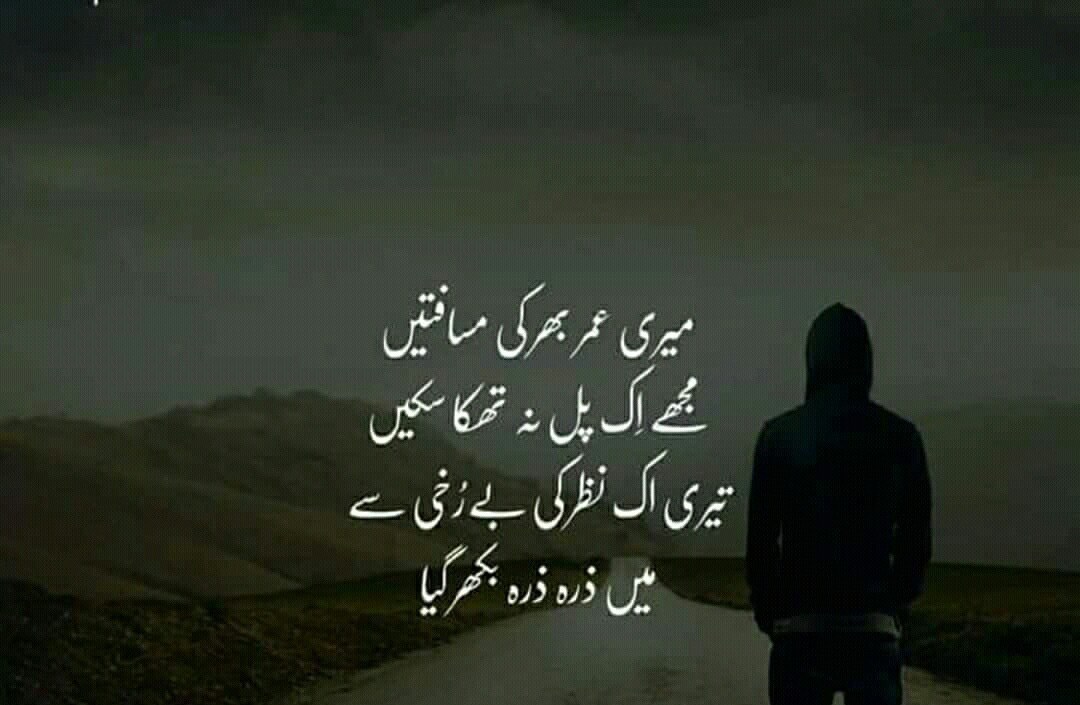 میری عمر بھر کی مسافتیں
مجھے اِک پل نہ تھکا سکیں
تیری اک نظر کی بے رُخی سے
میں ذرہ ذرہ بکھر گیا